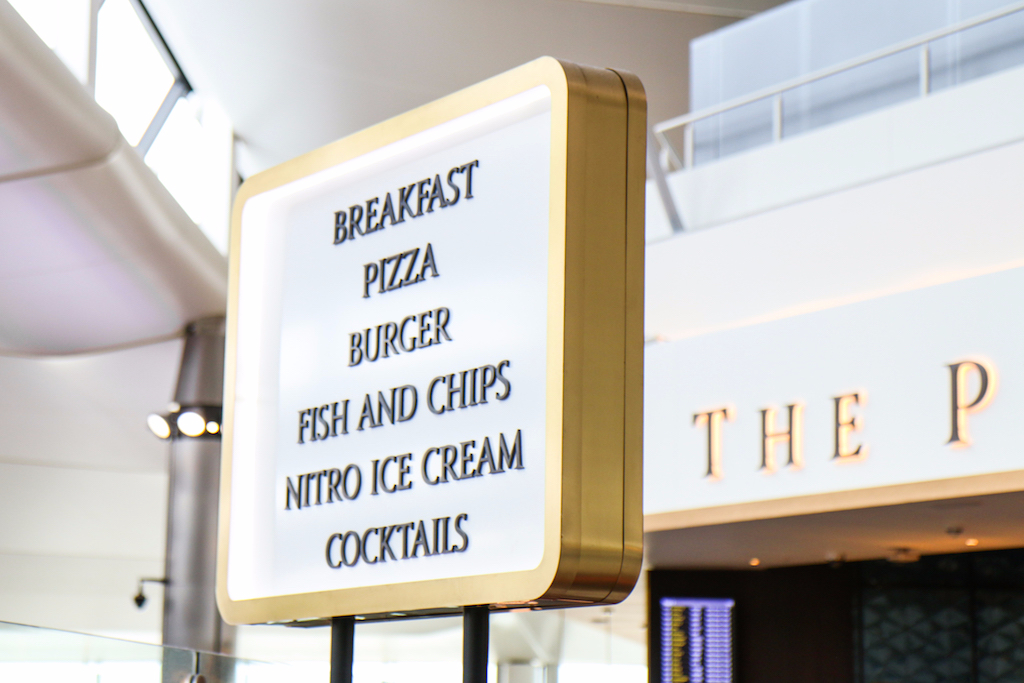 BREAKFAST
PIZZA
BURGER
FISH AND CHIPS
NITRO ICE CREAM
COCKTAILS
THE P